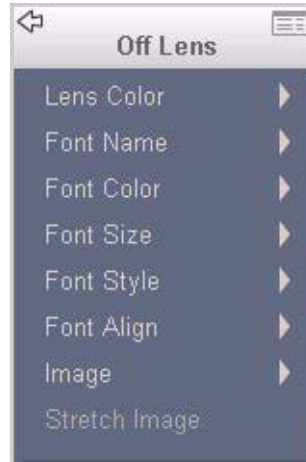 Off Lens
Lens Color
Font Name
Font Color
Font Size
Font Style
Font Align
Image
Stretch Image